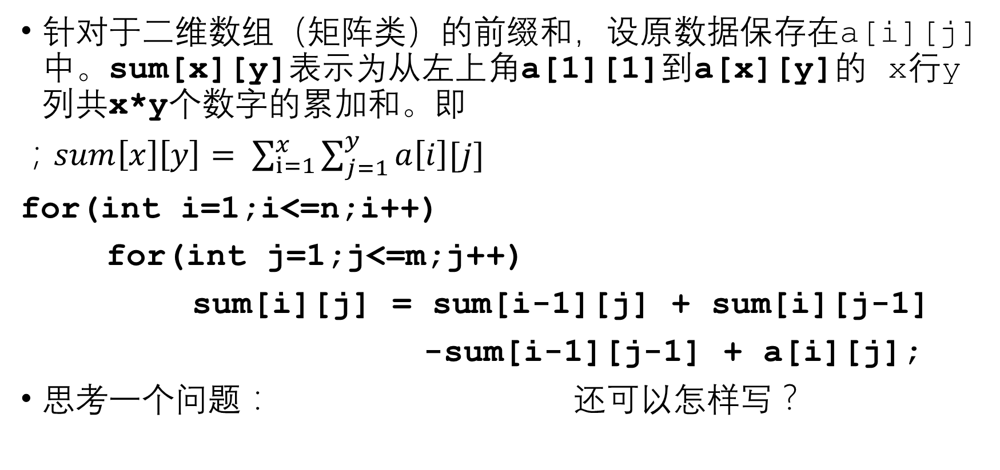 • 针对于二维数组（矩阵类）的前缀和, 设原数据保存在a[i][j]
中。sum[x][y]表示为从左上角a[1][1]到a[x][y]的 x行y
列共x*y个数字的累加和。即
; sum[x][y] = ∑_{i=1}^{x} ∑_{j=1}^{y} a[i][j]
for(int i=1;i<=n;i++)
for(int j=1;j<=m;j++)
sum[i][j] = sum[i-1][j] + sum[i][j-1]
-sum[i-1][j-1] + a[i][j];
• 思考一个问题： 还可以怎样写？